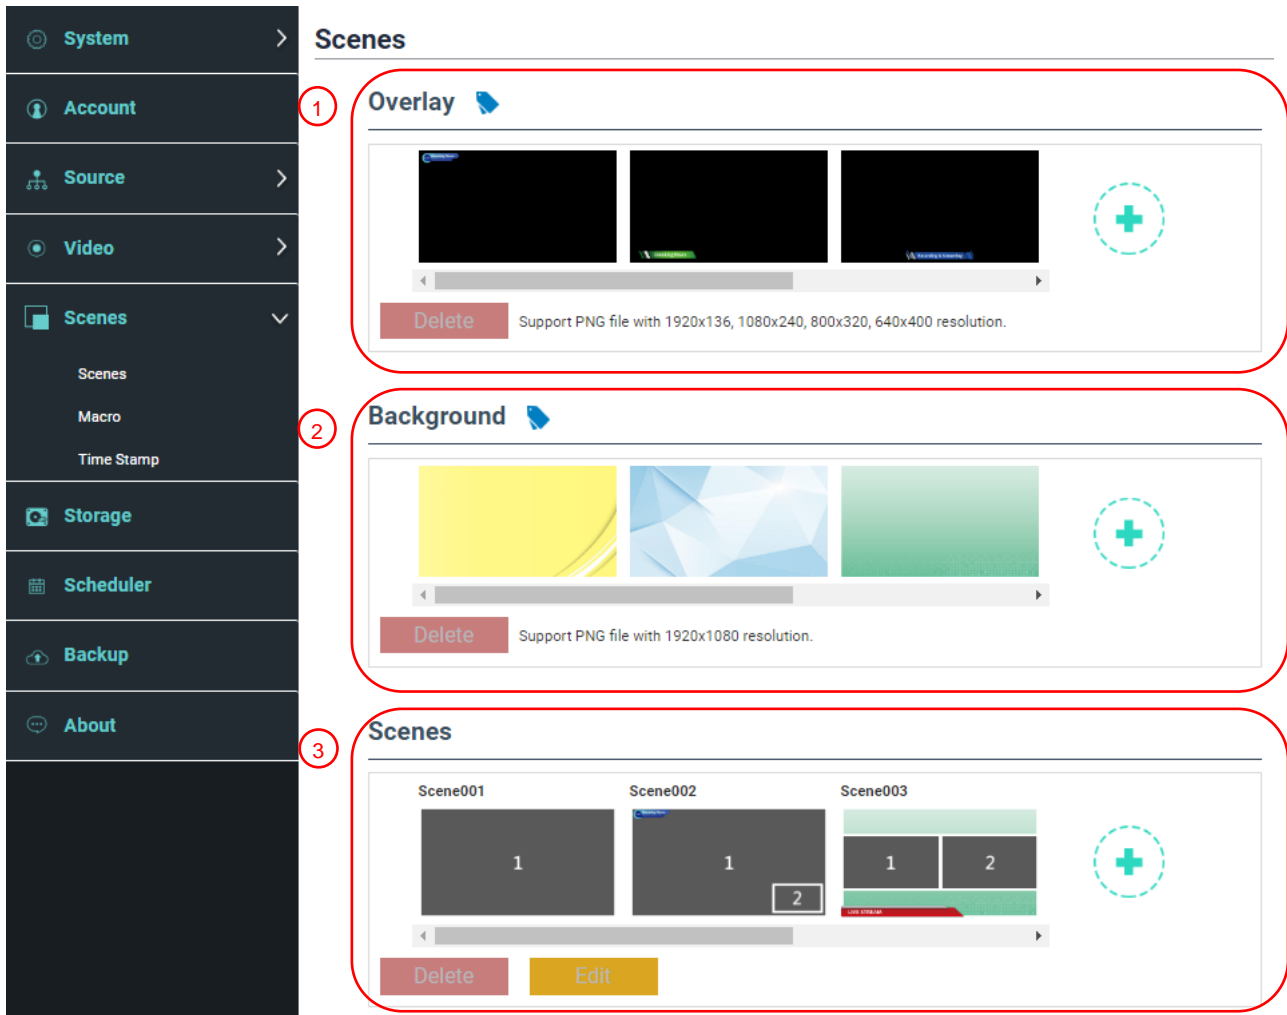 System
Account
Source
Video
Scenes
Scenes
Macro
Time Stamp
Storage
Scheduler
Backup
About
Scenes
1
Overlay
Delete
Support PNG file with 1920x136, 1080x240, 800x320, 640x400 resolution.
2
Background
Delete
Support PNG file with 1920x1080 resolution.
3
Scenes
Scene001
Scene002
Scene003
1
1
2
1
2
LIVE STREAM
Delete
Edit